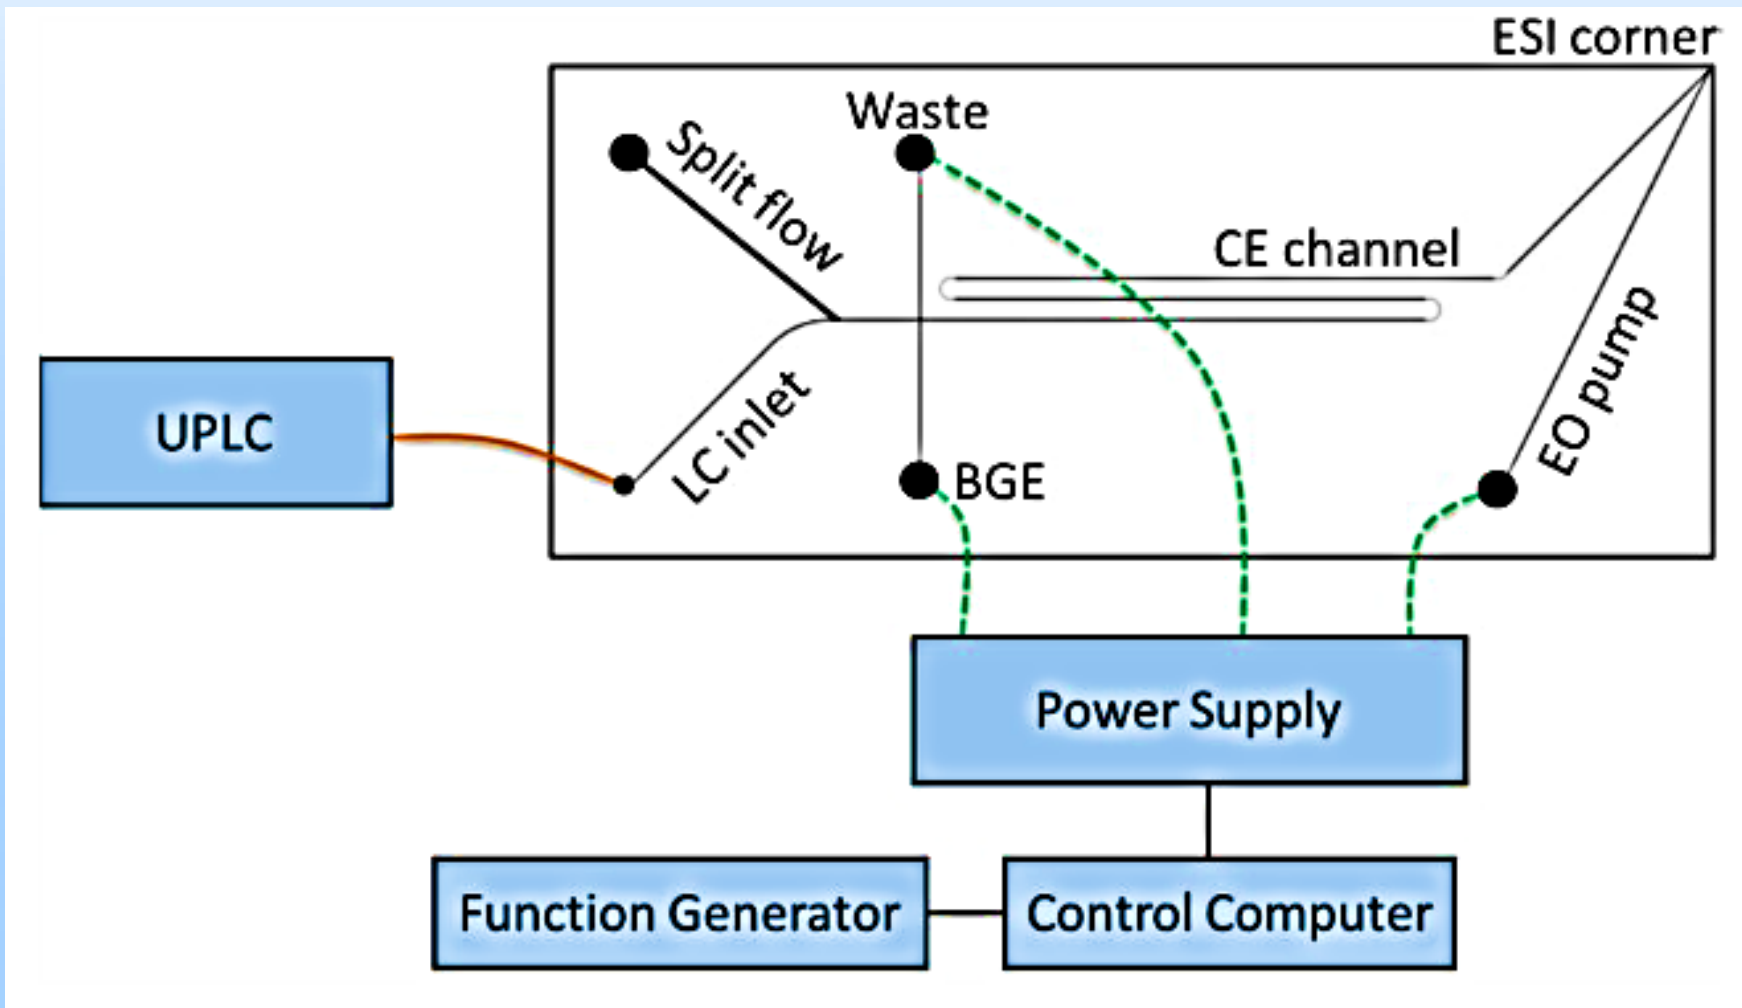 ESI corner
Waste
Split flow
CE channel
UPLC
LC inlet
BGE
EO pump
Power Supply
Function Generator
Control Computer